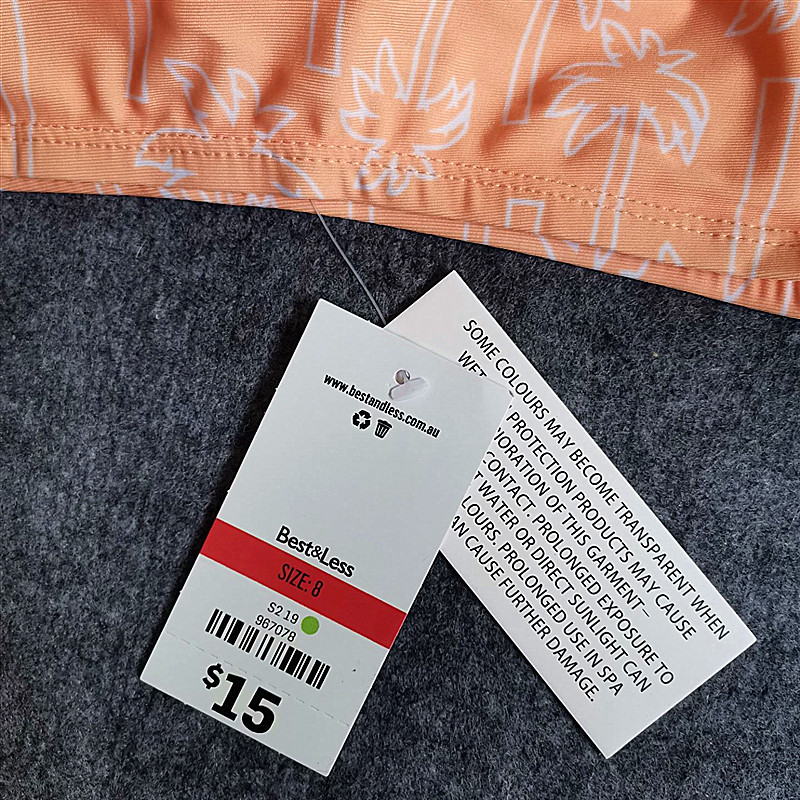 www.bestandless.com.au
Best&Less
SIZE: 8
S2.19
967078
$15
SOME COLOURS MAY BECOME TRANSPARENT WHEN
WET
PROTECTION PRODUCTS MAY CAUSE
OF THIS GARMENT–
CONTACT. PROLONGED EXPOSURE TO
WATER OR DIRECT SUNLIGHT CAN
PROLONGED USE IN SPA
CAUSE FURTHER DAMAGE.